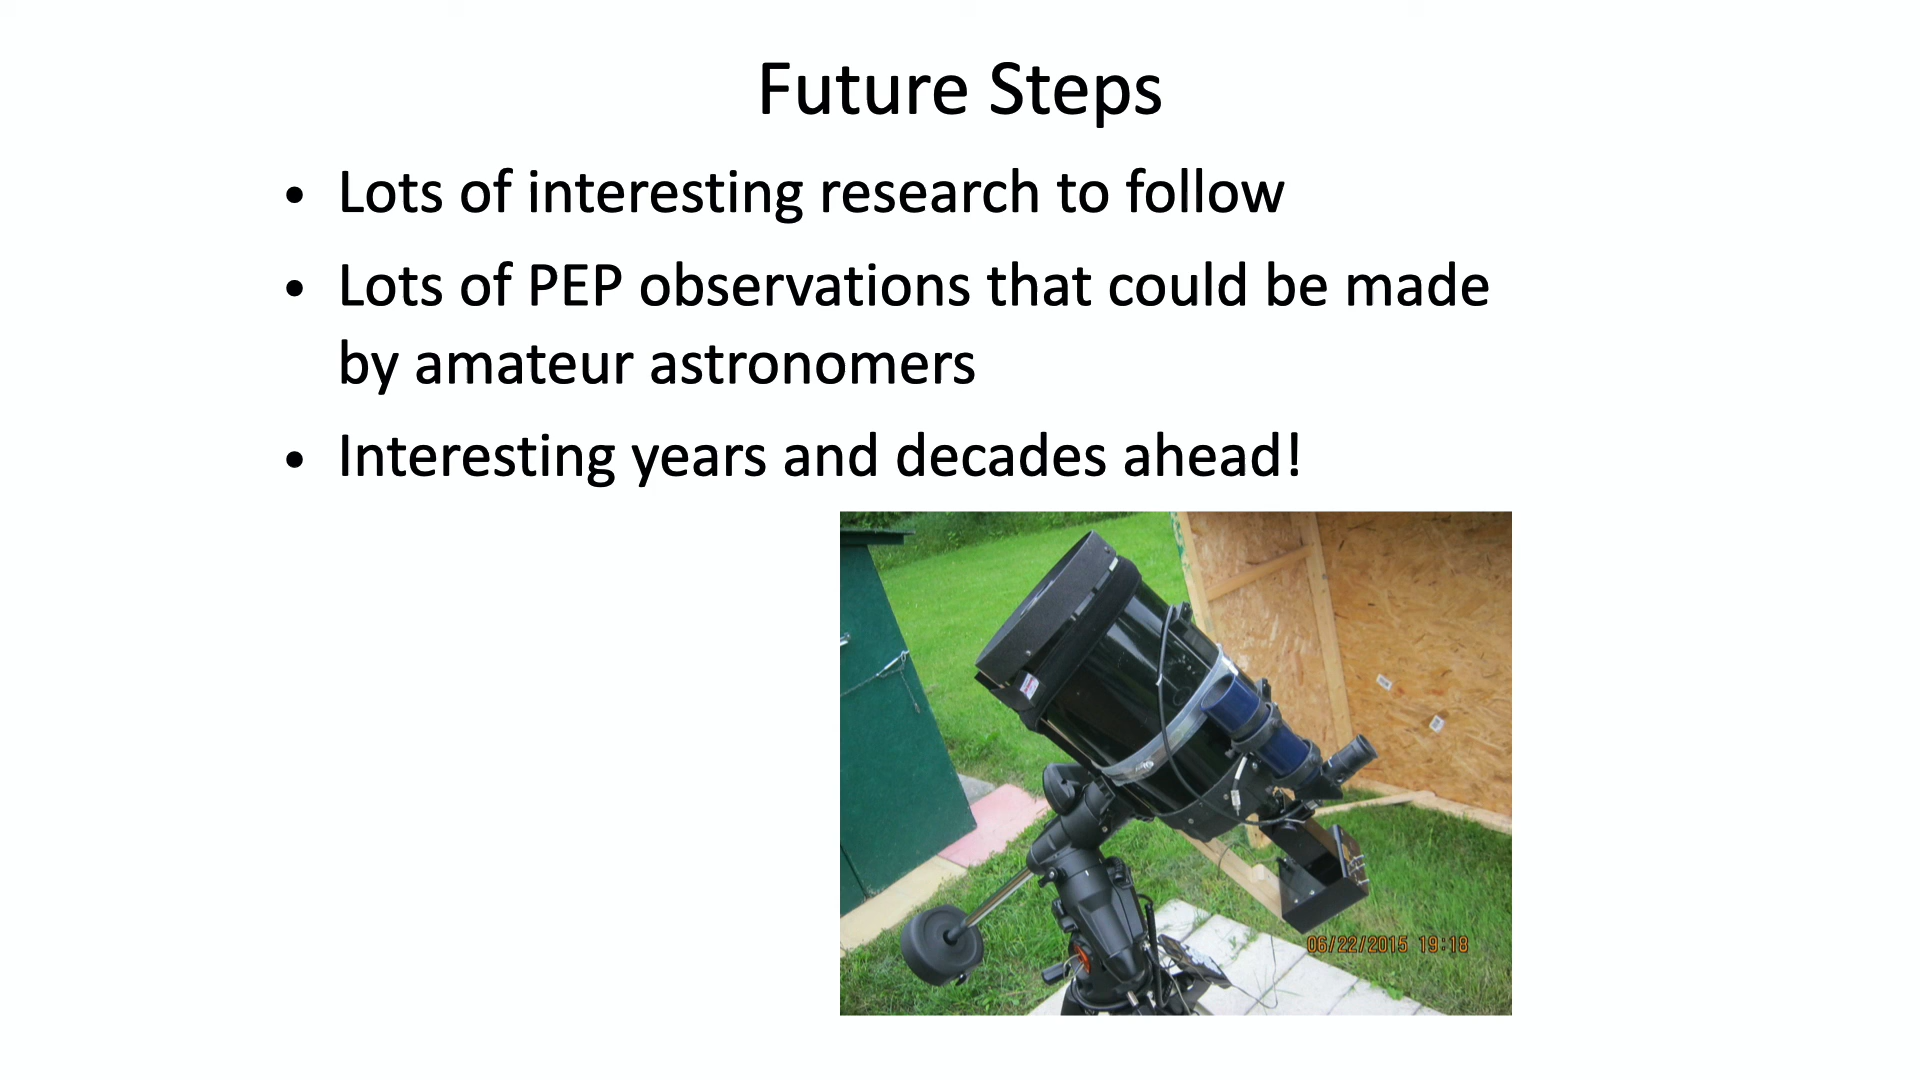 Future Steps
• Lots of interesting research to follow
• Lots of PEP observations that could be made
by amateur astronomers
• Interesting years and decades ahead!
06/22/2015 19:18